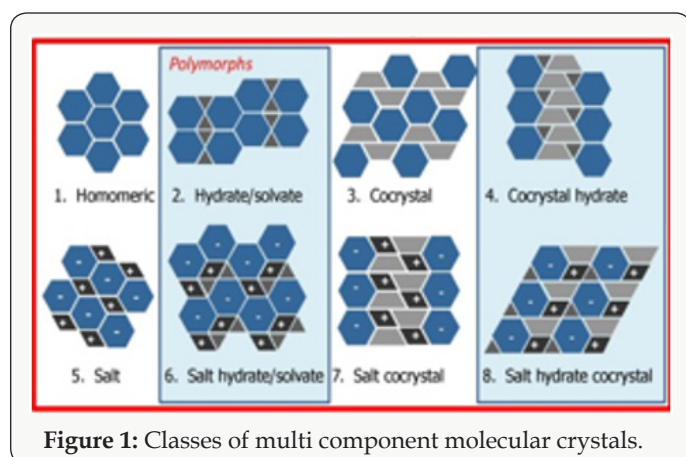 Polymorphs
1. Homomeric 2. Hydrate/solvate 3. Cocrystal 4. Cocrystal hydrate
5. Salt 6. Salt hydrate/solvate 7. Salt cocrystal 8. Salt hydrate cocrystal
Figure 1: Classes of multi component molecular crystals.